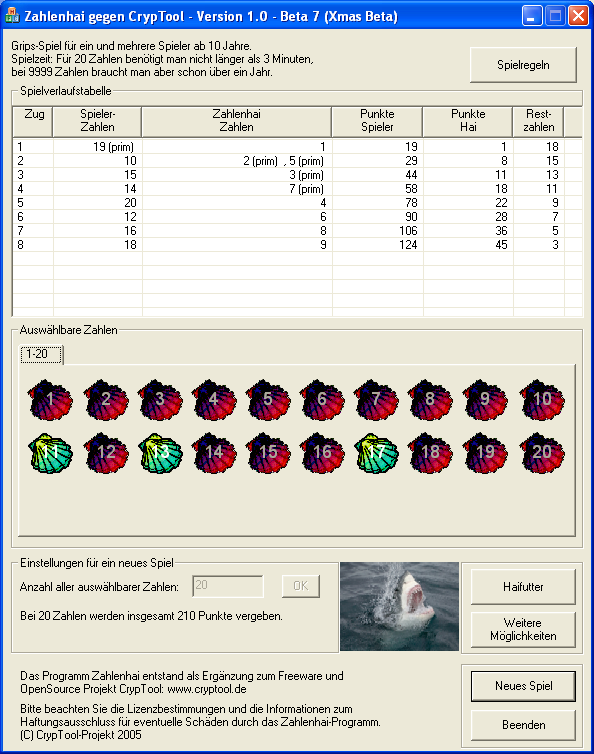 Zahlenhai gegen CrypTool - Version 1.0 - Beta 7 (Xmas Beta)
Grips-Spiel für ein und mehrere Spieler ab 10 Jahre.
Spielzeit: Für 20 Zahlen benötigt man nicht länger als 3 Minuten,
bei 9999 Zahlen braucht man aber schon über ein Jahr.
Spielregeln
Spielverlaufstabelle
Zug Spieler-Zahlen Zahlenhai Zahlen Punkte Spieler Punkte Hai Rest-zahlen
1 19 (prim) 1 19 1 18
2 10 2 (prim) , 5 (prim) 29 8 15
3 15 3 (prim) 44 11 13
4 14 7 (prim) 58 18 11
5 20 4 78 22 9
6 12 6 90 28 7
7 16 8 106 36 5
8 18 9 124 45 3
Auswählbare Zahlen
1-20
1 2 3 4 5 6 7 8 9 10
11 12 13 14 15 16 17 18 19 20
Einstellungen für ein neues Spiel
Anzahl aller auswählbarer Zahlen: 20 OK
Bei 20 Zahlen werden insgesamt 210 Punkte vergeben.
Haifutter
Weitere
Möglichkeiten
Das Programm Zahlenhai entstand als Ergänzung zum Freeware und
OpenSource Projekt CrypTool: www.cryptool.de
Bitte beachten Sie die Lizenzbestimmungen und die Informationen zum
Haftungsausschluss für eventuelle Schäden durch das Zahlenhai-Programm.
(C) CrypTool-Projekt 2005
Neues Spiel
Beenden